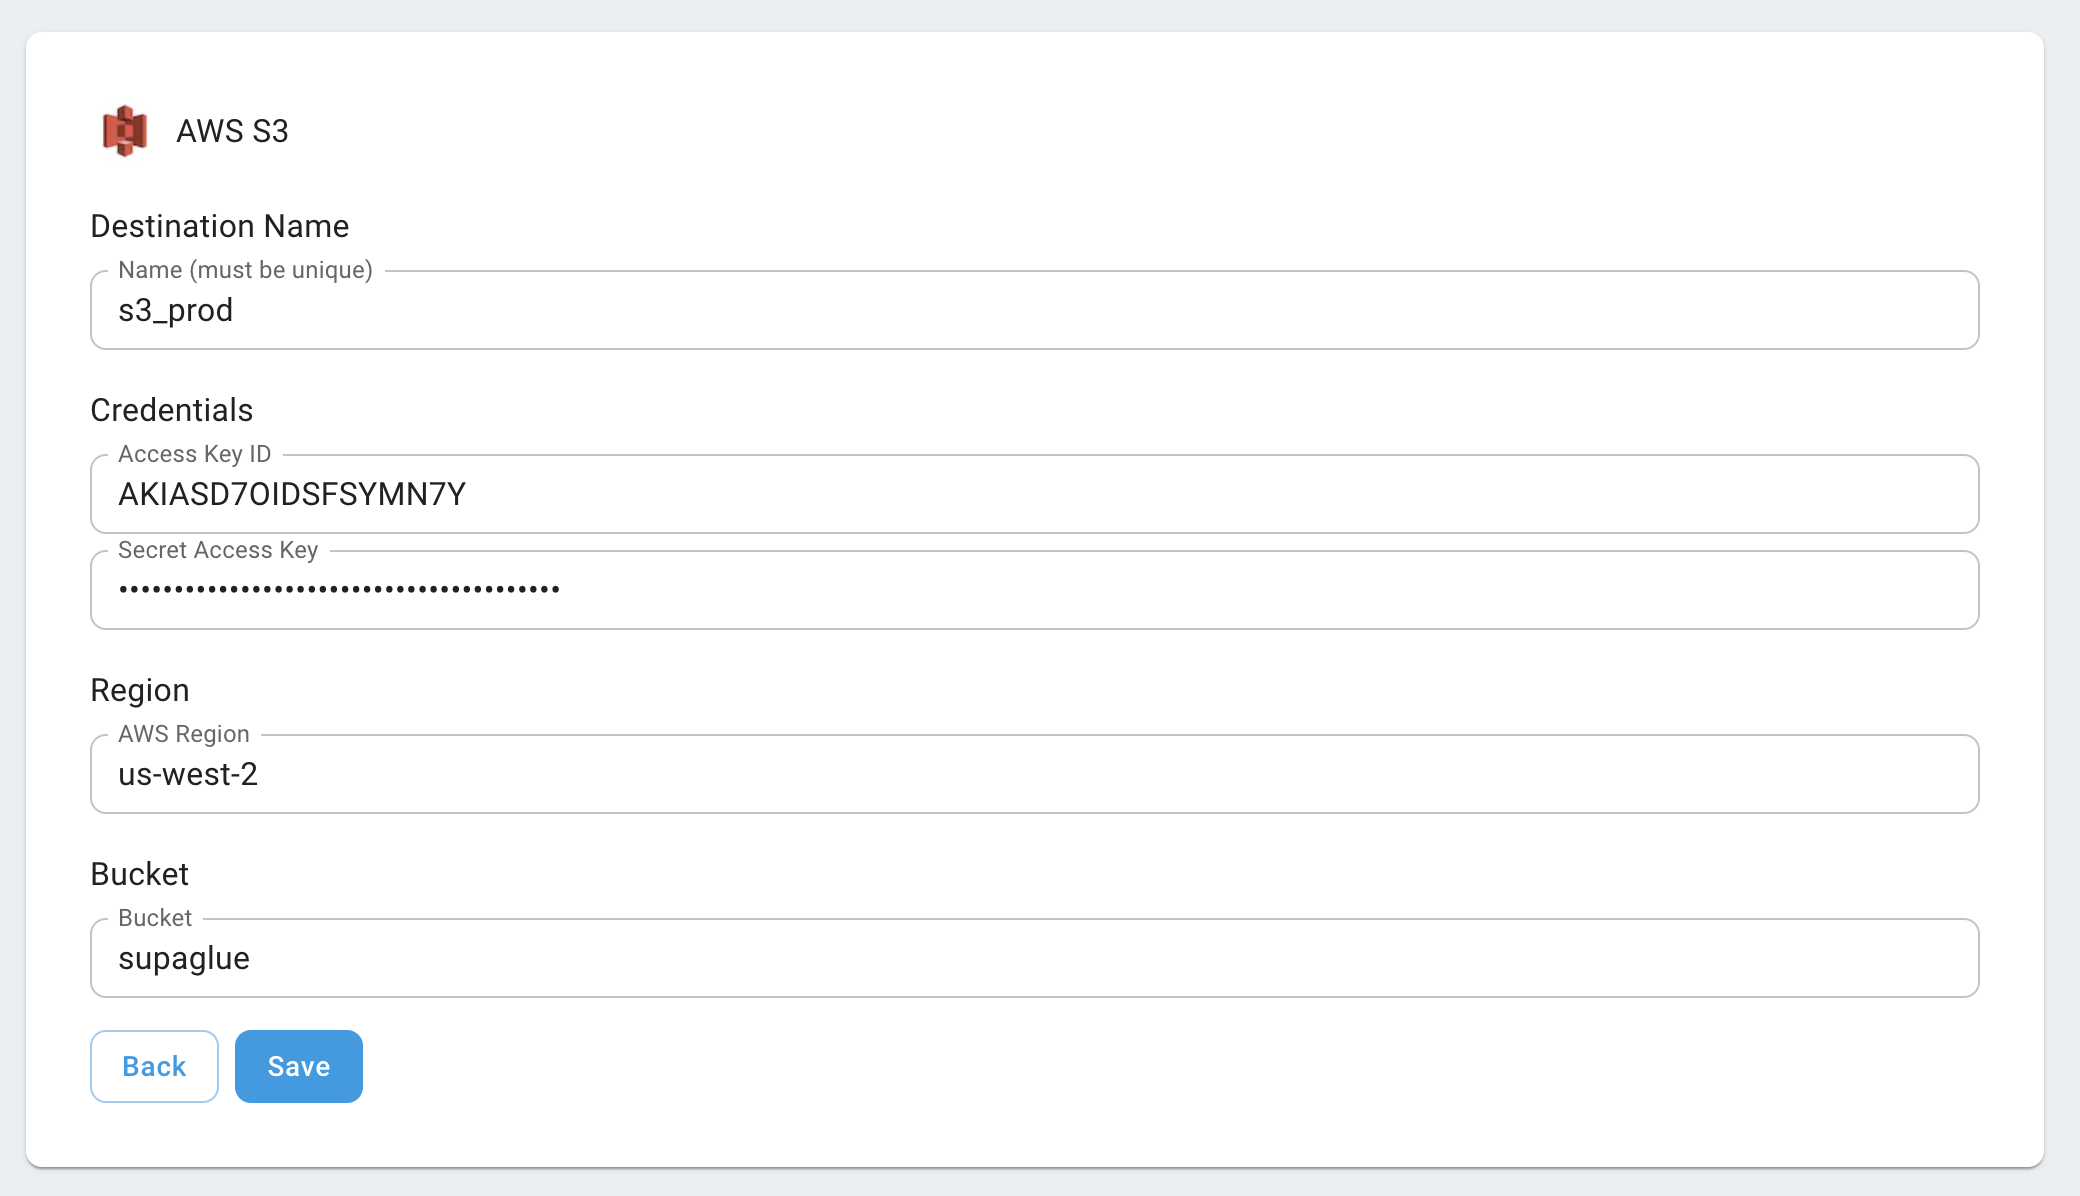 AWS S3
Destination Name
Name (must be unique)
s3_prod
Credentials
Access Key ID
AKIASD7OIDSFSYMN7Y
Secret Access Key
••••••••••••••••••••••••••••••••••••••••
Region
AWS Region
us-west-2
Bucket
Bucket
supaglue
Back
Save